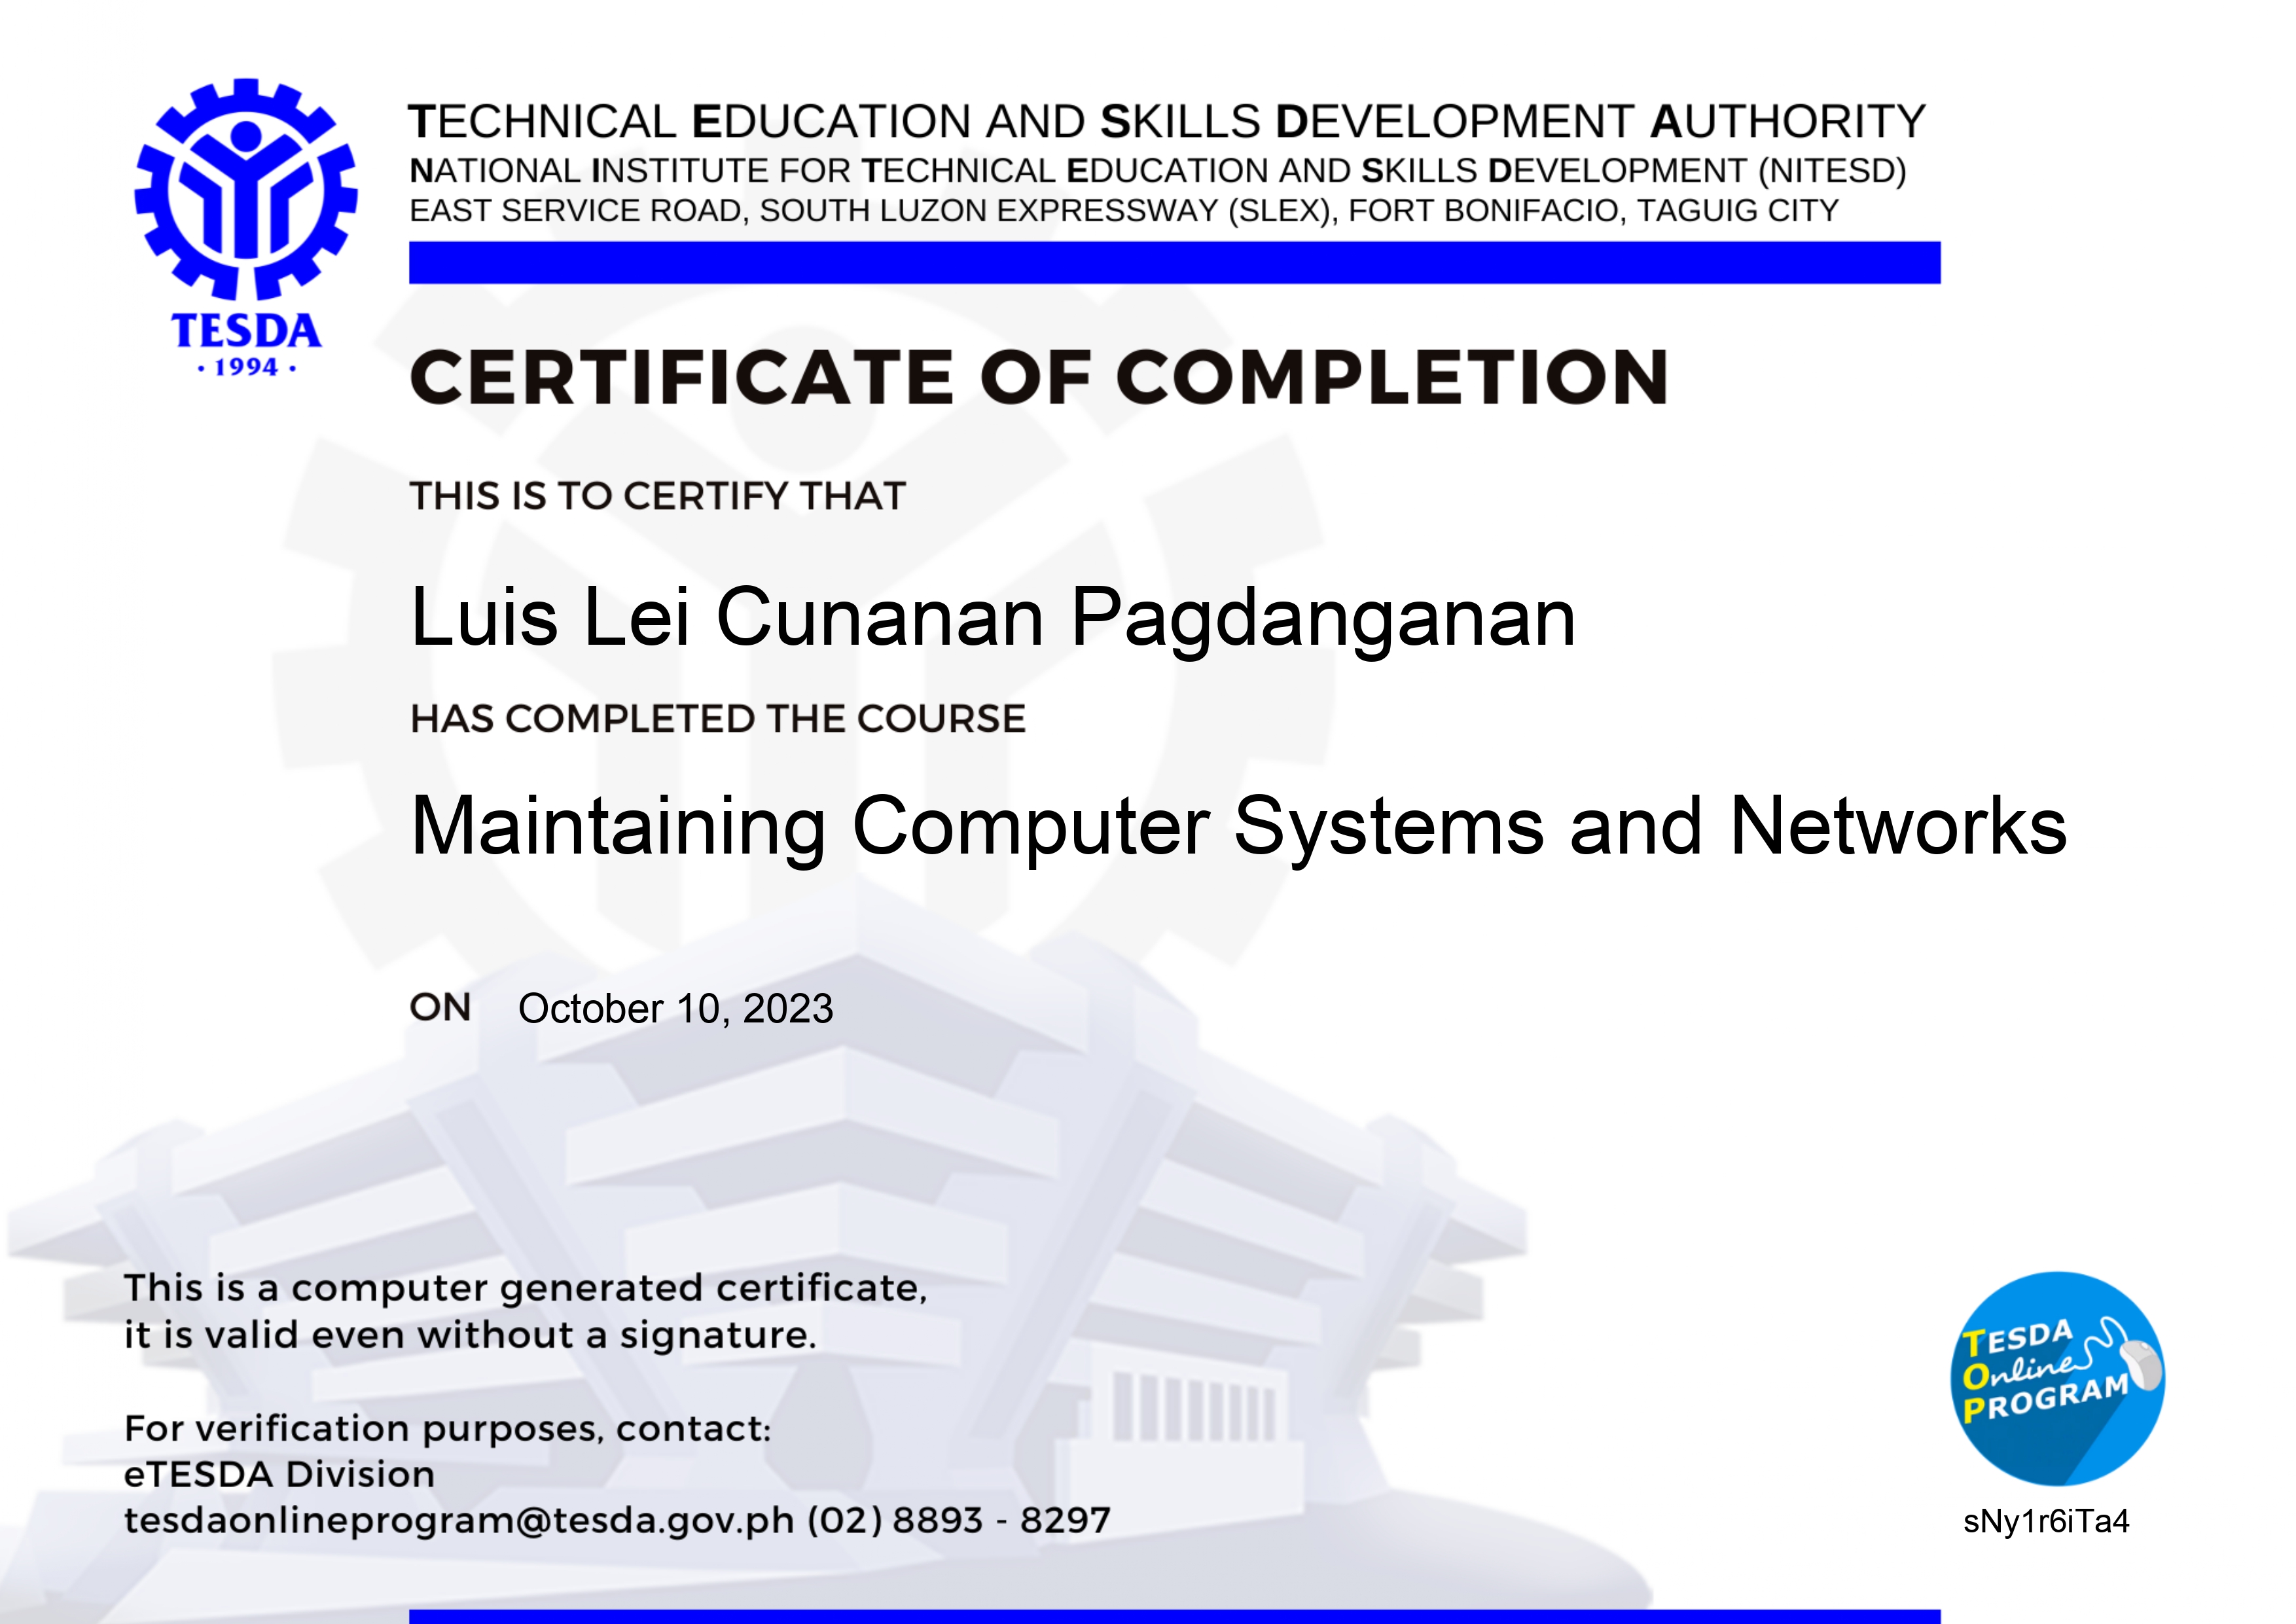 TECHNICAL EDUCATION AND SKILLS DEVELOPMENT AUTHORITY
NATIONAL INSTITUTE FOR TECHNICAL EDUCATION AND SKILLS DEVELOPMENT (NITESD)
EAST SERVICE ROAD, SOUTH LUZON EXPRESSWAY (SLEX), FORT BONIFACIO, TAGUIG CITY
TESDA
· 1994 ·
CERTIFICATE OF COMPLETION
THIS IS TO CERTIFY THAT
Luis Lei Cunanan Pagdanganan
HAS COMPLETED THE COURSE
Maintaining Computer Systems and Networks
ON October 10, 2023
This is a computer generated certificate,
it is valid even without a signature.
For verification purposes, contact:
eTESDA Division
tesdaonlineprogram@tesda.gov.ph (02) 8893 - 8297
TESDA
Online
PROGRAM
sNy1r6iTa4